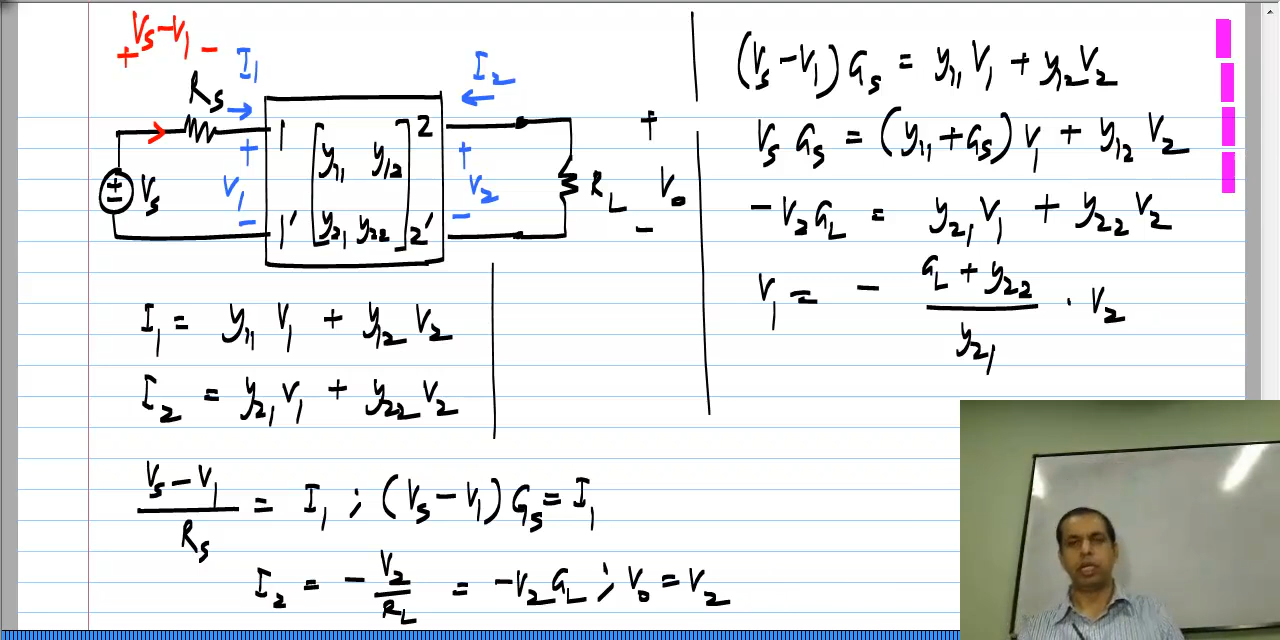 + Vs-V1 -
I1
I2
Rs
1 [y11 y12] 2
+ V1 -
+ V2 -
+ Vo -
Vs
RL
1' [y21 y22] 2'
I1 = y11 V1 + y12 V2
I2 = y21 V1 + y22 V2
(Vs - V1)/Rs = I1 ; (Vs - V1) Gs = I1
I2 = - V2/RL = -V2 GL ; Vo = V2
(Vs - V1) Gs = y11 V1 + y12 V2
Vs Gs = (y11 + Gs) V1 + y12 V2
- V2 GL = y21 V1 + y22 V2
V1 = - (GL + y22)/y21 · V2